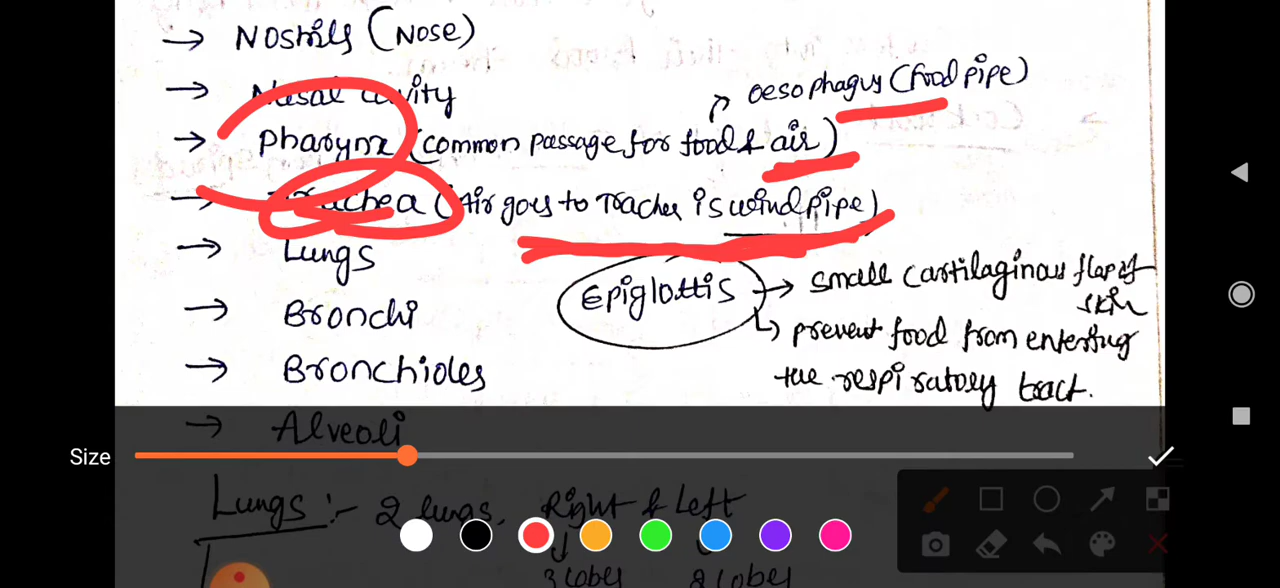 → Nostrils (Nose)
→ Nasal cavity
oesophagus (food pipe)
→ Pharynx (common passage for food & air)
→ Trachea (Air goes to Trachea is wind pipe)
→ Lungs
Epiglottis → small cartilaginous flap of skin
↳ prevent food from entering
the respiratory tract.
→ Bronchi
→ Bronchioles
→ Alveoli
Size
Lungs :- 2 lungs, Right & Left
3 lobes 2 lobes